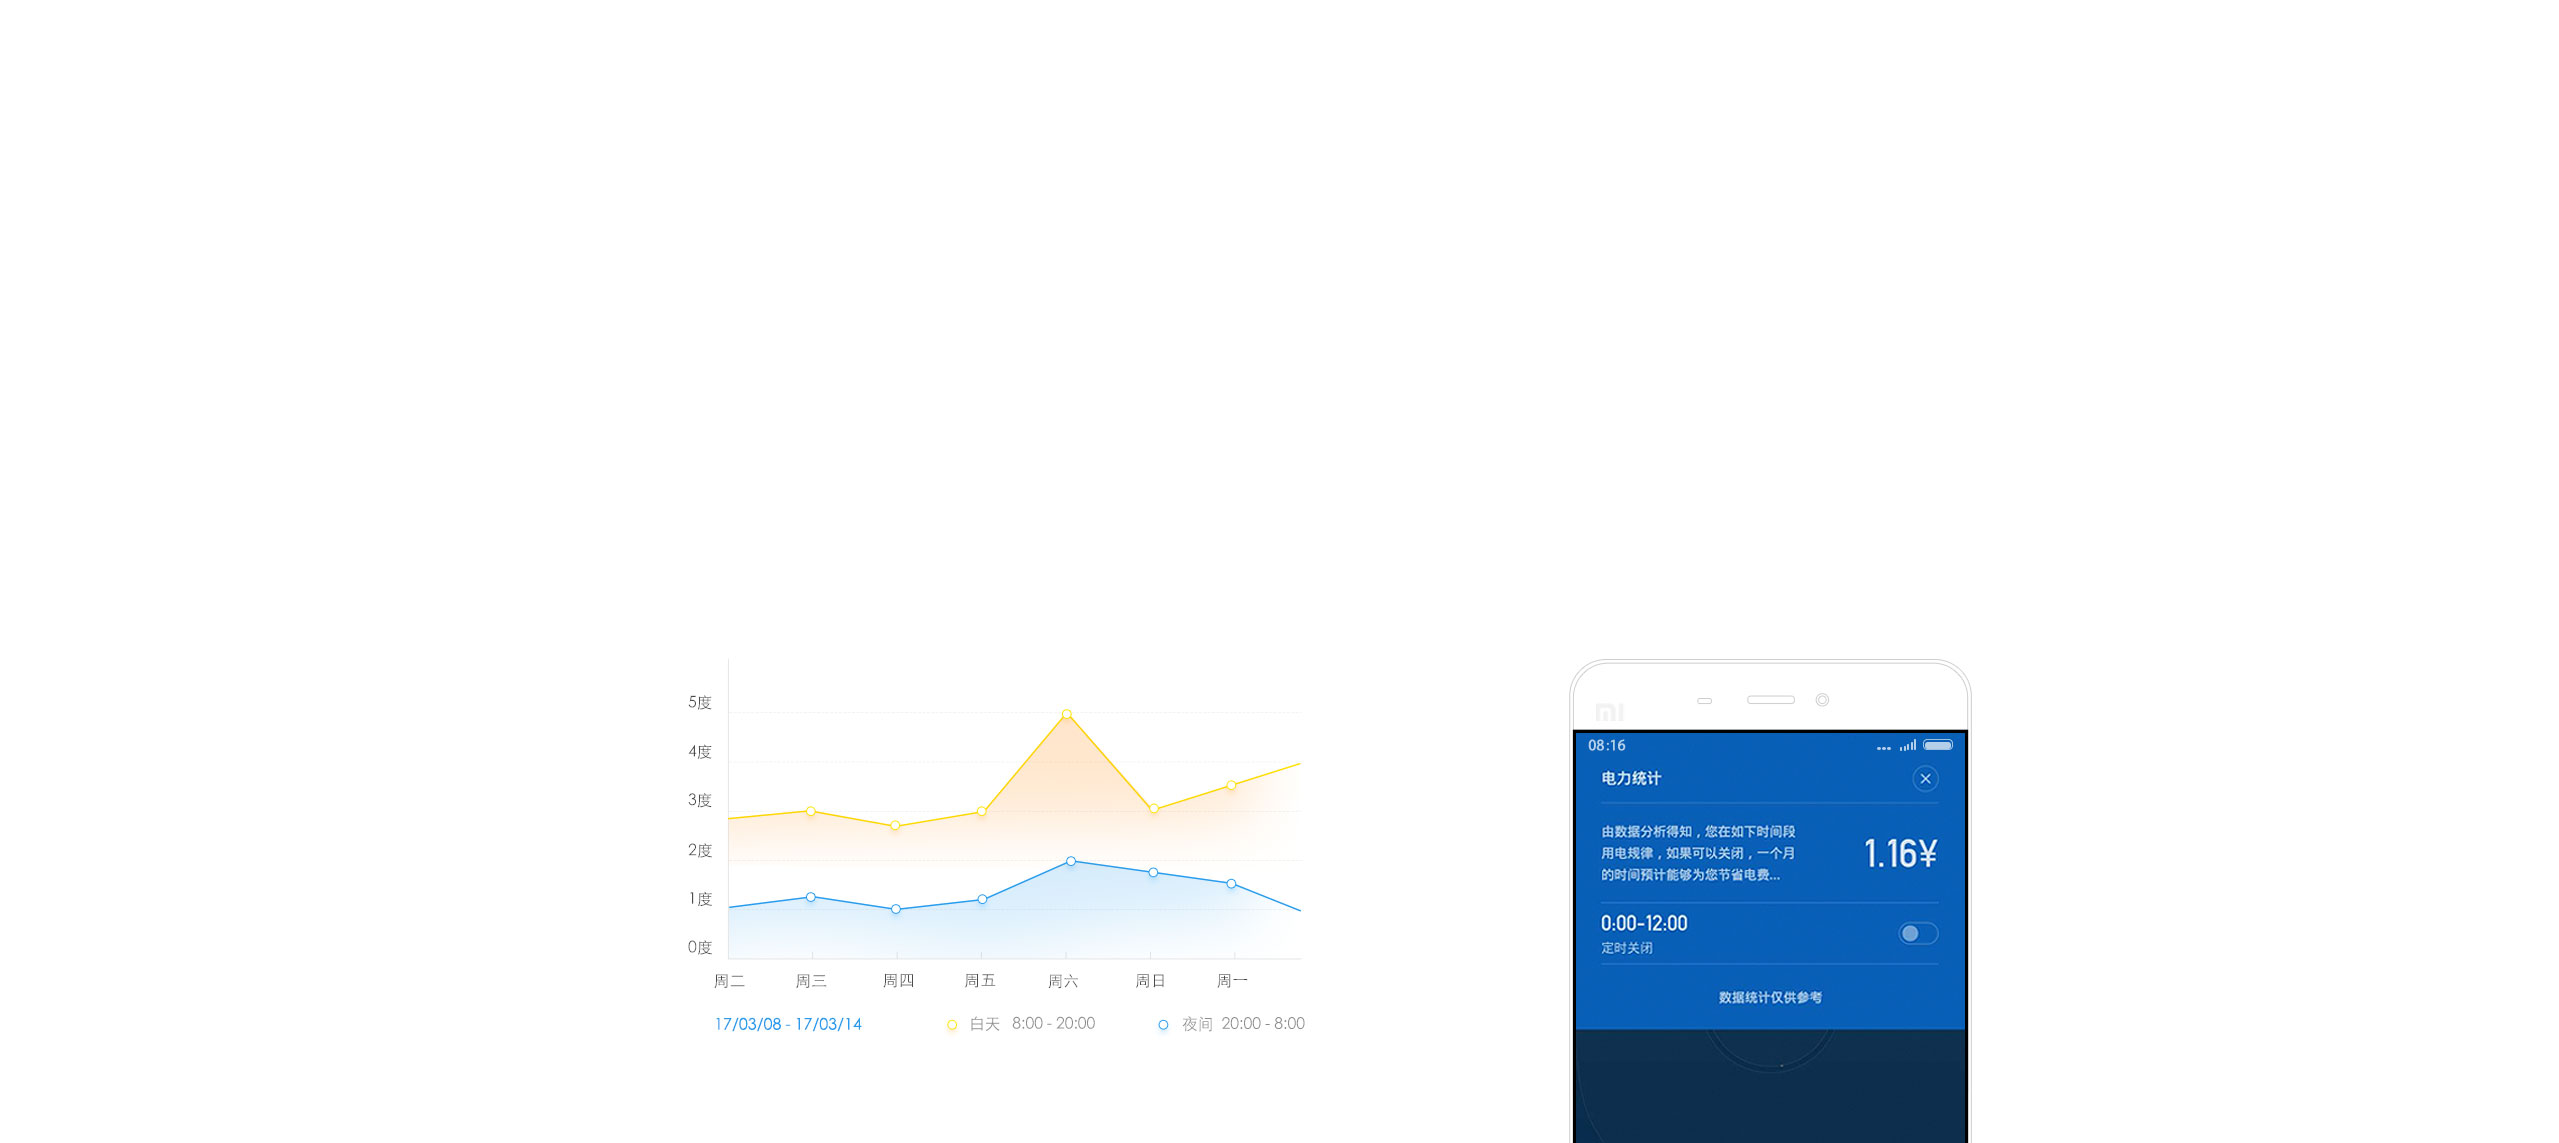 5度
4度
3度
2度
1度
0度
周二 周三 周四 周五 周六 周日 周一
17/03/08 - 17/03/14 白天 8:00 - 20:00 夜间 20:00 - 8:00
mi
08:16
电力统计
由数据分析得知，您在如下时间段
用电规律，如果可以关闭，一个月
的时间预计能够为您节省电费...
1.16¥
0:00-12:00
定时关闭
数据统计仅供参考